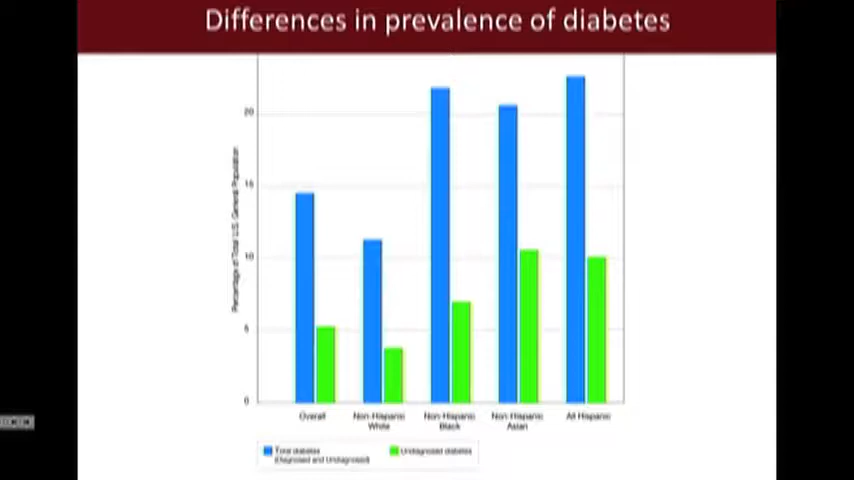 Differences in prevalence of diabetes
20
15
10
5
0
Percentage of Total U.S. General Population
Overall
Non-Hispanic
White
Non-Hispanic
Black
Non-Hispanic
Asian
All Hispanic
Total diabetes
(Diagnosed and Undiagnosed)
Undiagnosed diabetes